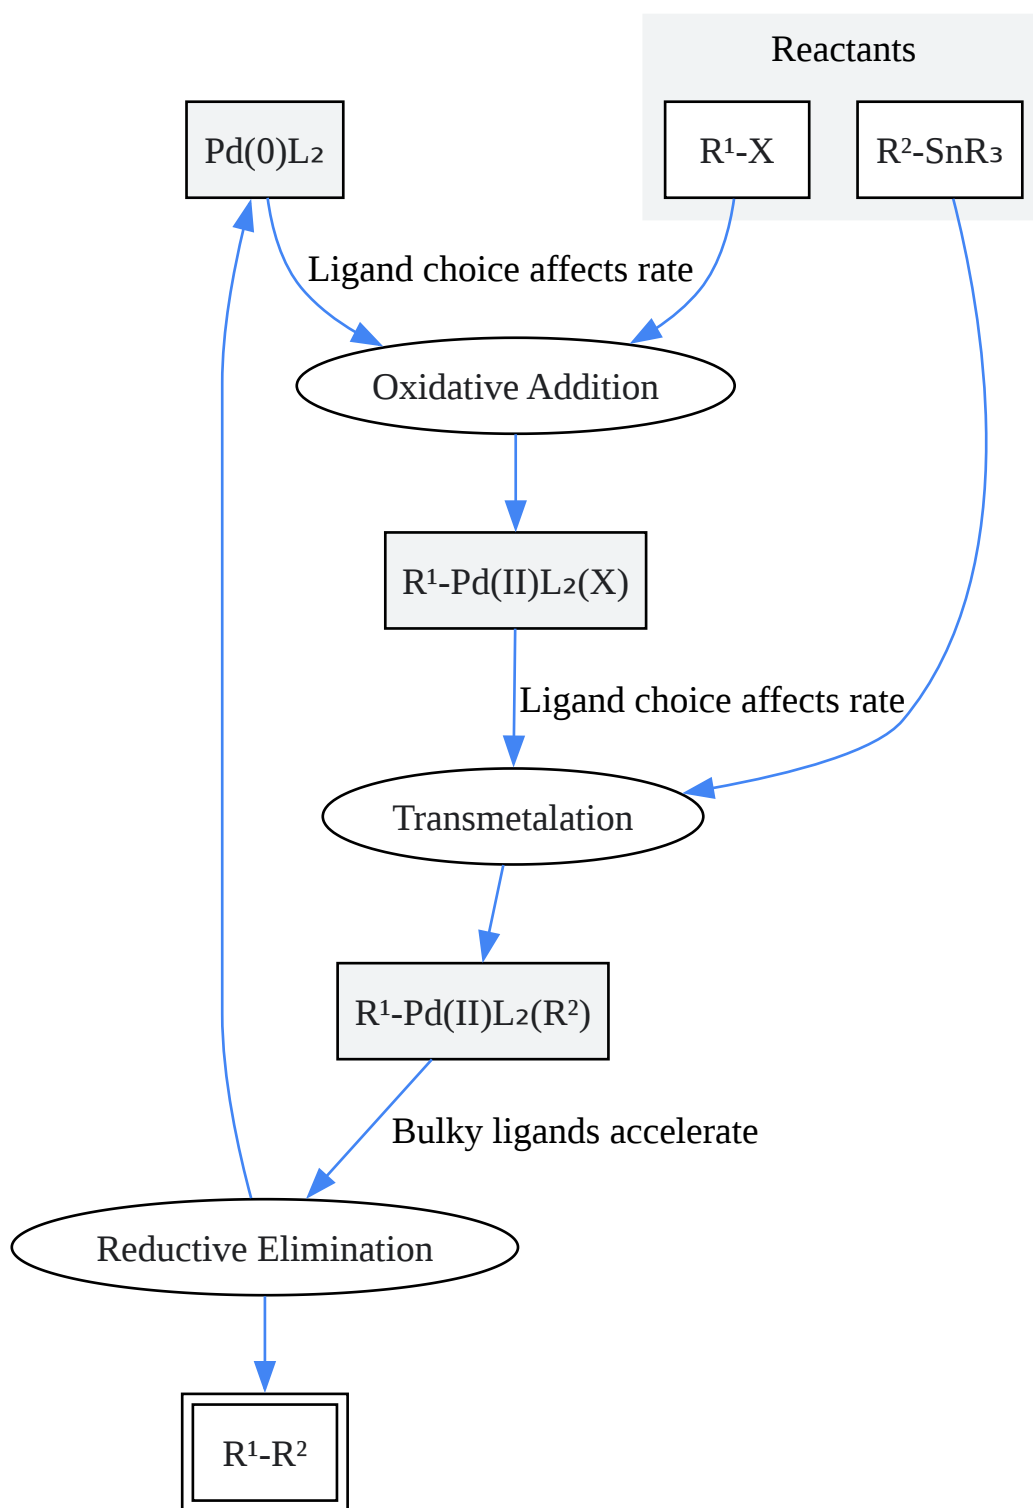 Reactants
Pd(0)L₂
R¹-X
R²-SnR₃
Ligand choice affects rate
Oxidative Addition
R¹-Pd(II)L₂(X)
Ligand choice affects rate
Transmetalation
R¹-Pd(II)L₂(R²)
Bulky ligands accelerate
Reductive Elimination
R¹-R²